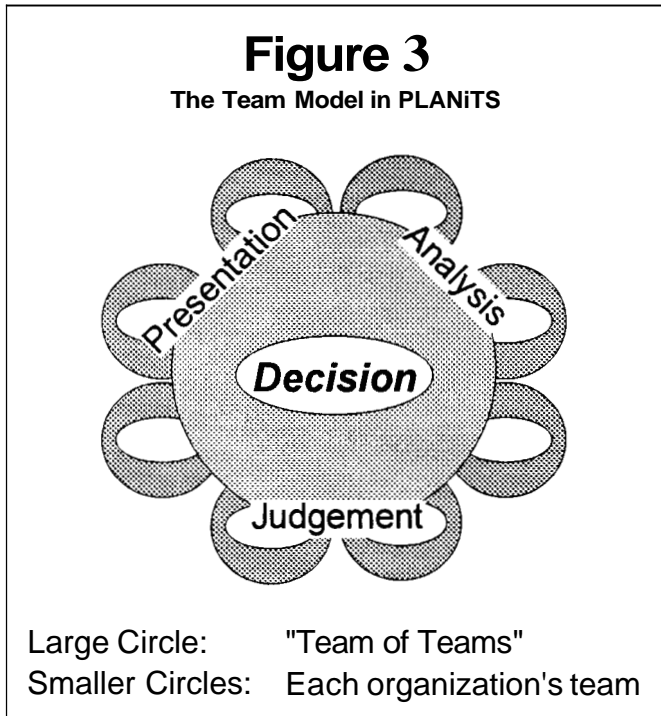 Figure 3
The Team Model in PLANiTS
Presentation
Analysis
Decision
Judgement
Large Circle: "Team of Teams"
Smaller Circles: Each organization's team